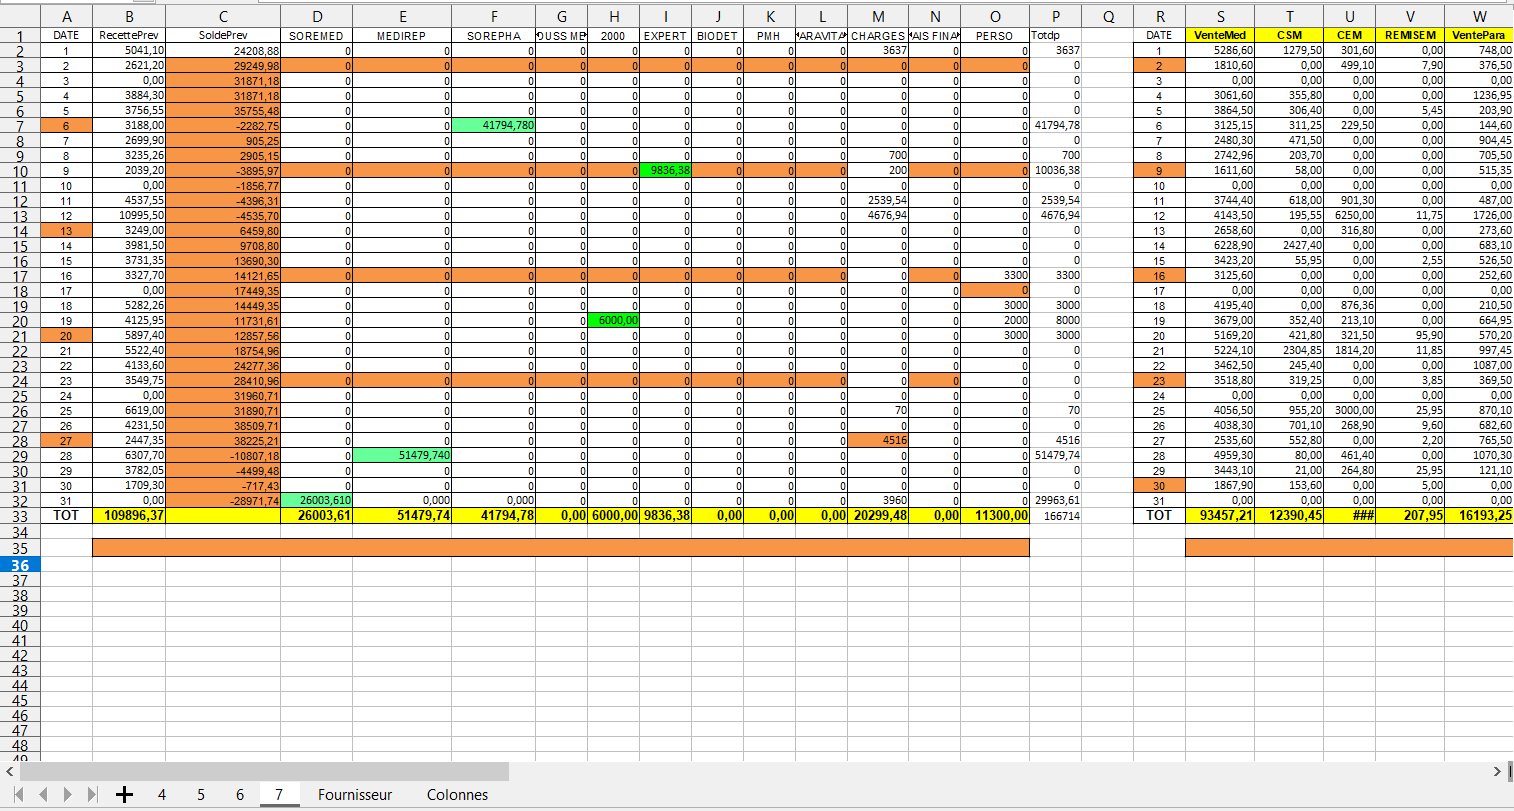 A B C D E F G H I J K L M N O P Q R S T U V W
1 DATE RecettePrev SoldePrev SOREMED MEDIREP SOREPHA OUSS ME 2000 EXPERT BIODET PMH ARAVITA CHARGES AIS FINA PERSO Totdp DATE VenteMed CSM CEM REMISEM VentePara
2 1 5041,10 24208,88 0 0 0 0 0 0 0 0 0 3637 0 0 3637 1 5286,60 1279,50 301,60 0,00 748,00
3 2 2621,20 29249,98 0 0 0 0 0 0 0 0 0 0 0 0 0 2 1810,60 0,00 499,10 7,90 376,50
4 3 0,00 31871,18 0 0 0 0 0 0 0 0 0 0 0 0 0 3 0,00 0,00 0,00 0,00 0,00
5 4 3884,30 31871,18 0 0 0 0 0 0 0 0 0 0 0 0 0 4 3061,60 355,80 0,00 0,00 1236,95
6 5 3756,55 35755,48 0 0 0 0 0 0 0 0 0 0 0 0 0 5 3864,50 306,40 0,00 5,45 203,90
7 6 3188,00 -2282,75 0 0 41794,780 0 0 0 0 0 0 0 0 0 41794,78 6 3125,15 311,25 229,50 0,00 144,60
8 7 2699,90 905,25 0 0 0 0 0 0 0 0 0 0 0 0 0 7 2480,30 471,50 0,00 0,00 904,45
9 8 3235,26 2905,15 0 0 0 0 0 0 0 0 0 700 0 0 700 8 2742,96 203,70 0,00 0,00 705,50
10 9 2039,20 -3895,97 0 0 0 0 0 9836,38 0 0 0 200 0 0 10036,38 9 1611,60 58,00 0,00 0,00 515,35
11 10 0,00 -1856,77 0 0 0 0 0 0 0 0 0 0 0 0 0 10 0,00 0,00 0,00 0,00 0,00
12 11 4537,55 -4396,31 0 0 0 0 0 0 0 0 0 2539,54 0 0 2539,54 11 3744,40 618,00 901,30 0,00 487,00
13 12 10995,50 -4535,70 0 0 0 0 0 0 0 0 0 4676,94 0 0 4676,94 12 4143,50 195,55 6250,00 11,75 1726,00
14 13 3249,00 6459,80 0 0 0 0 0 0 0 0 0 0 0 0 0 13 2658,60 0,00 316,80 0,00 273,60
15 14 3981,50 9708,80 0 0 0 0 0 0 0 0 0 0 0 0 0 14 6228,90 2427,40 0,00 0,00 683,10
16 15 3731,35 13690,30 0 0 0 0 0 0 0 0 0 0 0 0 0 15 3423,20 55,95 0,00 2,55 526,50
17 16 3327,70 14121,65 0 0 0 0 0 0 0 0 0 0 0 3300 3300 16 3125,60 0,00 0,00 0,00 252,60
18 17 0,00 17449,35 0 0 0 0 0 0 0 0 0 0 0 0 0 17 0,00 0,00 0,00 0,00 0,00
19 18 5282,26 14449,35 0 0 0 0 0 0 0 0 0 0 0 3000 3000 18 4195,40 0,00 876,36 0,00 210,50
20 19 4125,95 11731,61 0 0 0 0 6000,00 0 0 0 0 0 0 2000 8000 19 3679,00 352,40 213,10 0,00 664,95
21 20 5897,40 12857,56 0 0 0 0 0 0 0 0 0 0 0 3000 3000 20 5169,20 421,80 321,50 95,90 570,20
22 21 5522,40 18754,96 0 0 0 0 0 0 0 0 0 0 0 0 0 21 5224,10 2304,85 1814,20 11,85 997,45
23 22 4133,60 24277,36 0 0 0 0 0 0 0 0 0 0 0 0 0 22 3462,50 245,40 0,00 0,00 1087,00
24 23 3549,75 28410,96 0 0 0 0 0 0 0 0 0 0 0 0 0 23 3518,80 319,25 0,00 3,85 369,50
25 24 0,00 31960,71 0 0 0 0 0 0 0 0 0 0 0 0 0 24 0,00 0,00 0,00 0,00 0,00
26 25 6619,00 31890,71 0 0 0 0 0 0 0 0 0 70 0 0 70 25 4056,50 955,20 3000,00 25,95 870,10
27 26 4231,50 38509,71 0 0 0 0 0 0 0 0 0 0 0 0 0 26 4038,30 701,10 268,90 9,60 682,60
28 27 2447,35 38225,21 0 0 0 0 0 0 0 0 0 4516 0 0 4516 27 2535,60 552,80 0,00 2,20 765,50
29 28 6307,70 -10807,18 0 51479,740 0 0 0 0 0 0 0 0 0 0 51479,74 28 4959,30 80,00 461,40 0,00 1070,30
30 29 3782,05 -4499,48 0 0 0 0 0 0 0 0 0 0 0 0 0 29 3443,10 21,00 264,80 25,95 121,10
31 30 1709,30 -717,43 0 0 0 0 0 0 0 0 0 0 0 0 0 30 1867,90 153,60 0,00 5,00 0,00
32 31 0,00 -28971,74 26003,610 0,000 0,000 0 0 0 0 0 0 3960 0 0 29963,61 31 0,00 0,00 0,00 0,00 0,00
33 TOT 109896,37 26003,61 51479,74 41794,78 0,00 6000,00 9836,38 0,00 0,00 0,00 20299,48 0,00 11300,00 166714 TOT 93457,21 12390,45 ### 207,95 16193,25
34
35
36
37
38
39
40
41
42
43
44
45
46
47
48
49
4 5 6 7 Fournisseur Colonnes